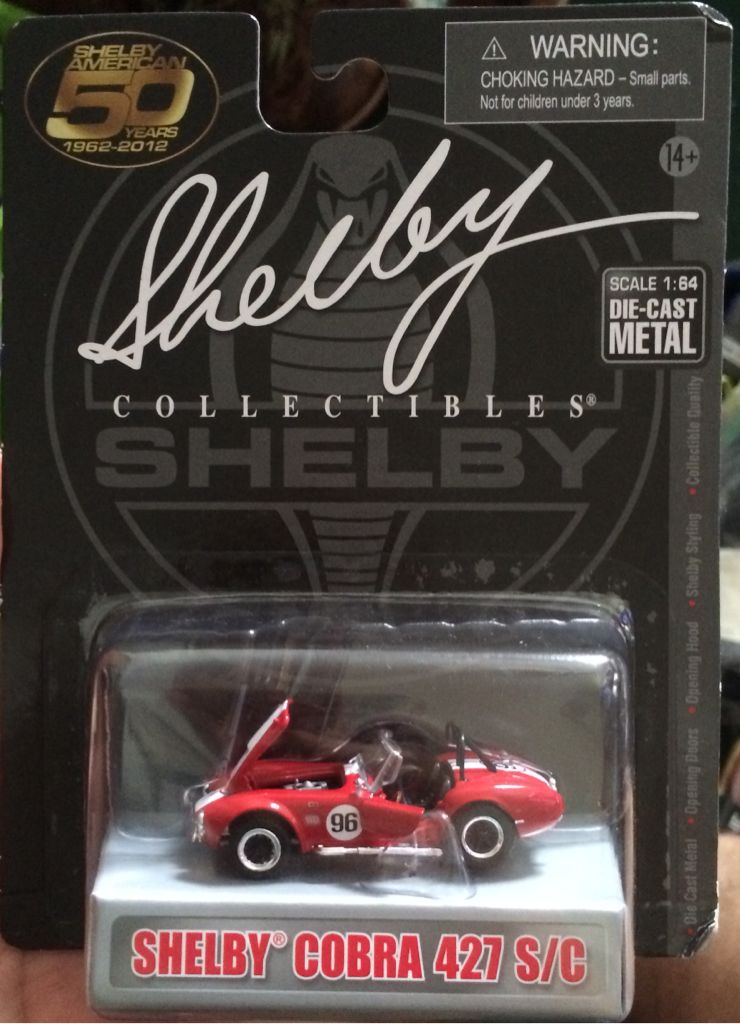 SHELBY
AMERICAN
50
YEARS
1962-2012
WARNING:
CHOKING HAZARD – Small parts.
Not for children under 3 years.
14+
Shelby
COLLECTIBLES®
SCALE 1:64
DIE-CAST
METAL
SHELBY
• Die Cast Metal • Opening Doors • Opening Hood • Shelby Styling • Collectible Quality
96
SHELBY® COBRA 427 S/C